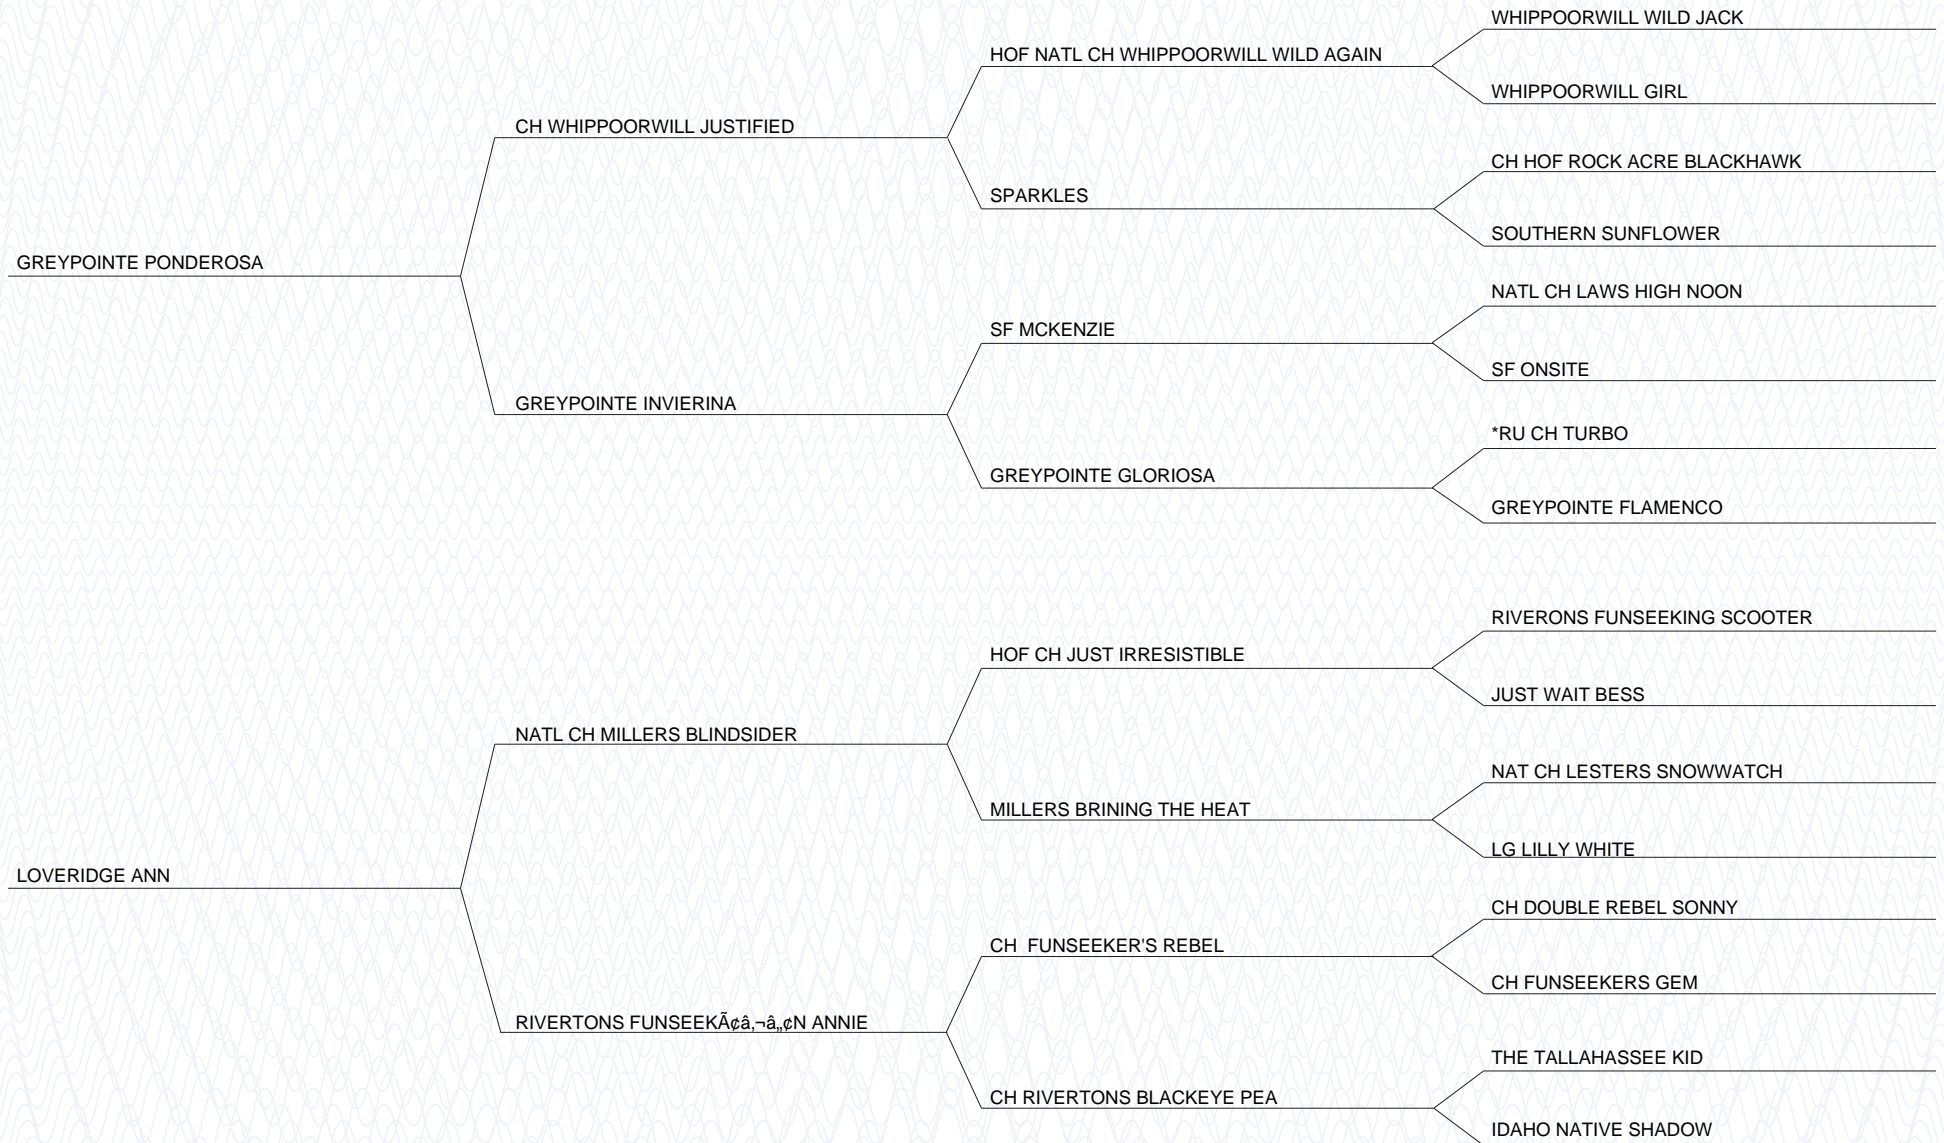 WHIPPOORWILL WILD JACK
HOF NATL CH WHIPPOORWILL WILD AGAIN
WHIPPOORWILL GIRL
CH WHIPPOORWILL JUSTIFIED
CH HOF ROCK ACRE BLACKHAWK
SPARKLES
SOUTHERN SUNFLOWER
GREYPOINTE PONDEROSA
NATL CH LAWS HIGH NOON
SF MCKENZIE
SF ONSITE
GREYPOINTE INVIERINA
*RU CH TURBO
GREYPOINTE GLORIOSA
GREYPOINTE FLAMENCO
RIVERONS FUNSEEKING SCOOTER
HOF CH JUST IRRESISTIBLE
JUST WAIT BESS
NATL CH MILLERS BLINDSIDER
NAT CH LESTERS SNOWWATCH
MILLERS BRINING THE HEAT
LG LILLY WHITE
LOVERIDGE ANN
CH DOUBLE REBEL SONNY
CH  FUNSEEKER'S REBEL
CH FUNSEEKERS GEM
RIVERTONS FUNSEEKÃ¢â‚¬â„¢N ANNIE
THE TALLAHASSEE KID
CH RIVERTONS BLACKEYE PEA
IDAHO NATIVE SHADOW